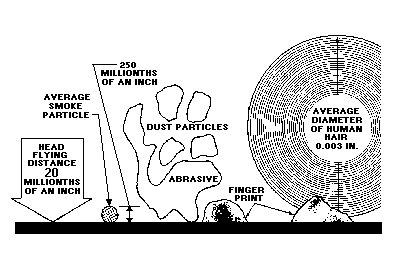 250
MILLIONTHS
OF AN INCH
AVERAGE
SMOKE
PARTICLE
DUST PARTICLES
AVERAGE
DIAMETER
OF HUMAN
HAIR
0.003 IN.
HEAD
FLYING
DISTANCE
20
MILLIONTHS
OF AN INCH
ABRASIVE
FINGER
PRINT